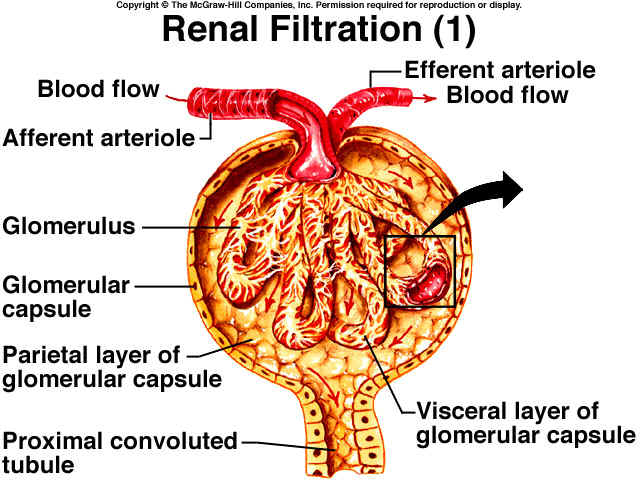 Copyright © The McGraw-Hill Companies, Inc. Permission required for reproduction or display.
Renal Filtration (1)
Efferent arteriole
Blood flow
Blood flow
Afferent arteriole
Glomerulus
Glomerular
capsule
Parietal layer of
glomerular capsule
Visceral layer of
glomerular capsule
Proximal convoluted
tubule